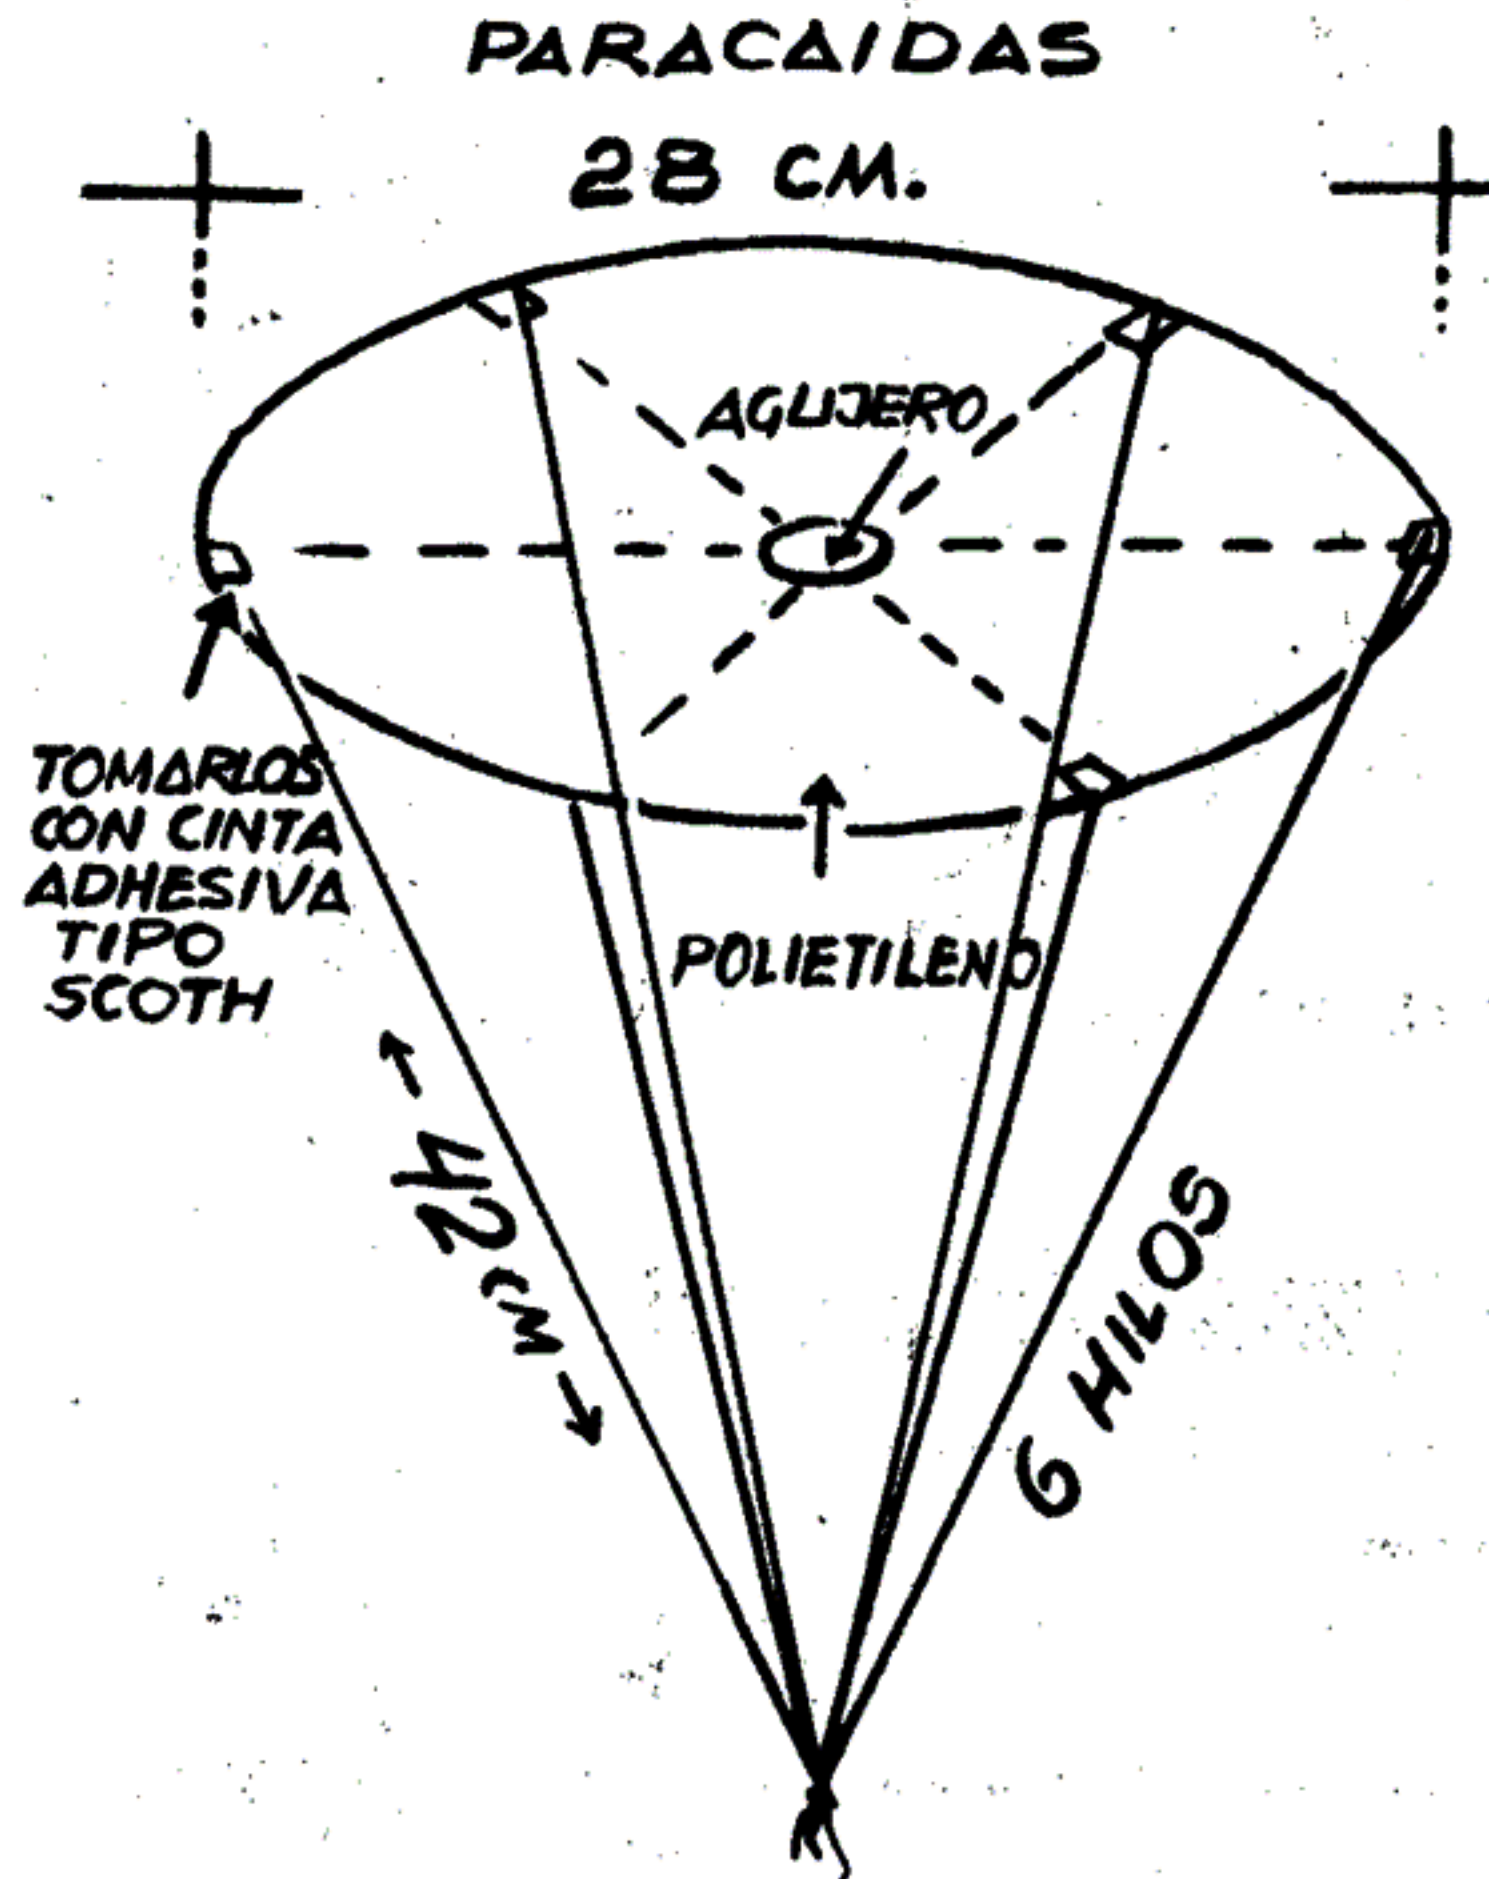 PARACAIDAS
28 CM.
AGUJERO
TOMARLOS
CON CINTA
ADHESIVA
TIPO
SCOTH
POLIETILENO
42 CM
6 HILOS